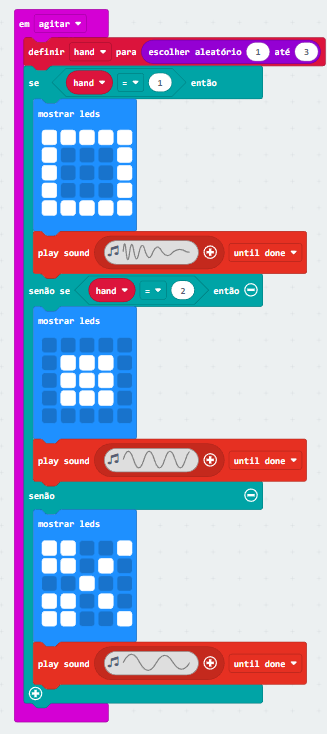 em agitar
definir hand para escolher aleatório 1 até 3
se hand = 1 então
mostrar leds
play sound until done
senão se hand = 2 então
mostrar leds
play sound until done
senão
mostrar leds
play sound until done